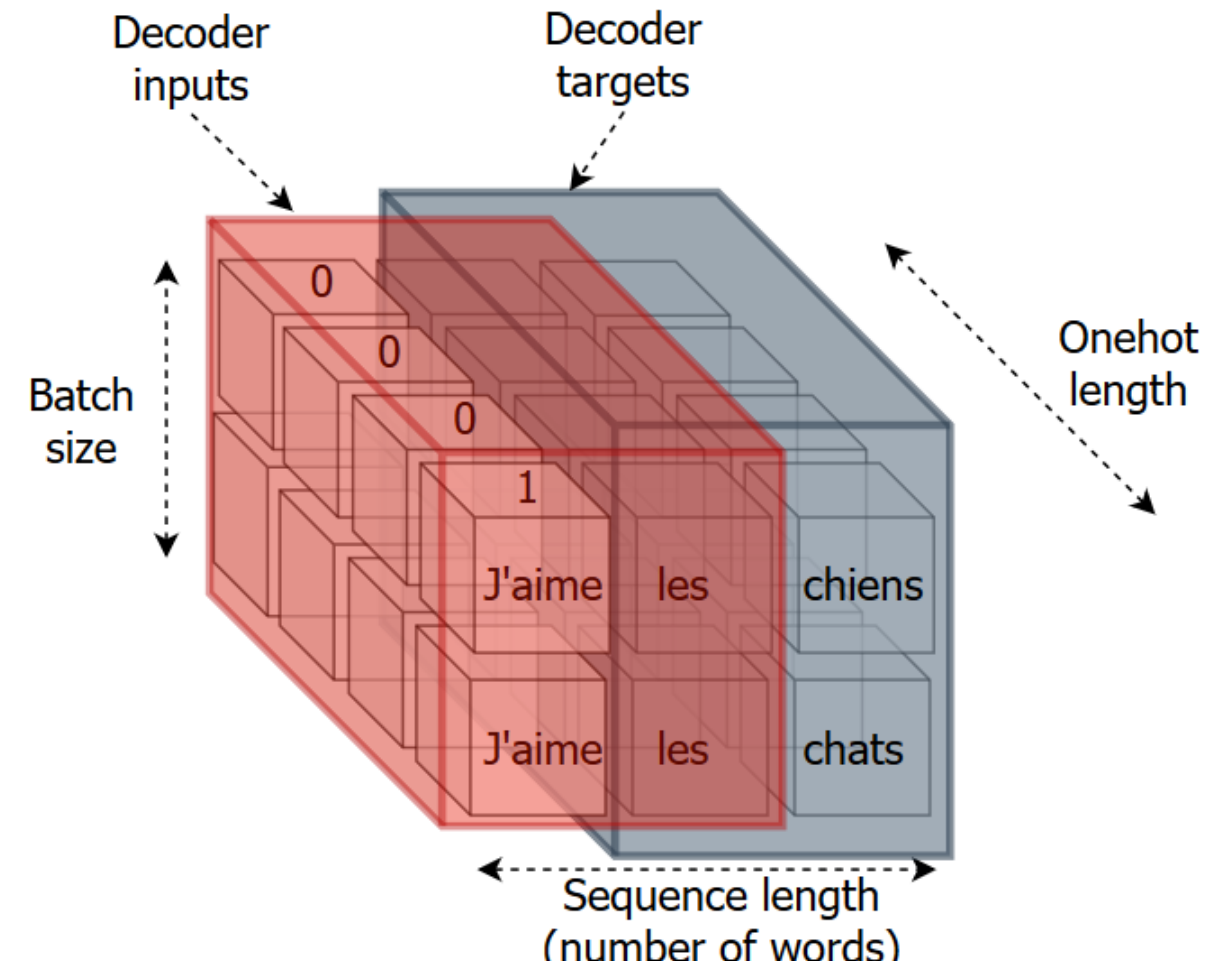 Decoder
inputs
Decoder
targets
Batch
size
Onehot
length
0
0
0
1
J'aime les chiens
J'aime les chats
Sequence length
(number of words)